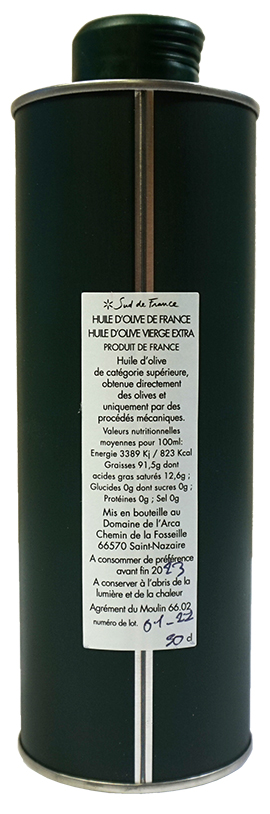 Sud de France
HUILE D'OLIVE DE FRANCE
HUILE D'OLIVE VIERGE EXTRA
PRODUIT DE FRANCE
Huile d'olive
de catégorie supérieure,
obtenue directement
des olives et
uniquement par des
procédés mécaniques.
Valeurs nutritionnelles
moyennes pour 100ml:
Energie 3389 Kj / 823 Kcal
Graisses 91,5g dont
acides gras saturés 12,6g ;
Glucides 0g dont sucres 0g ;
Protéines 0g ; Sel 0g
Mis en bouteille au
Domaine de l'Arca
Chemin de la Fosseille
66570 Saint-Nazaire
A consommer de préférence
avant fin 2023
A conserver à l'abris de la
lumière et de la chaleur
Agrément du Moulin 66.02
numéro de lot. 01-22
50 cl